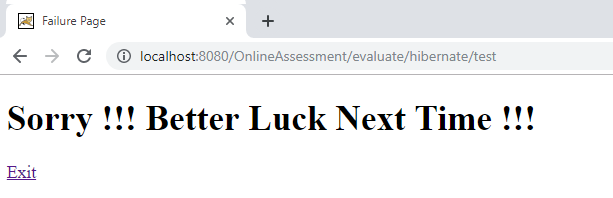 Failure Page
localhost:8080/OnlineAssessment/evaluate/hibernate/test
Sorry !!! Better Luck Next Time !!!
Exit